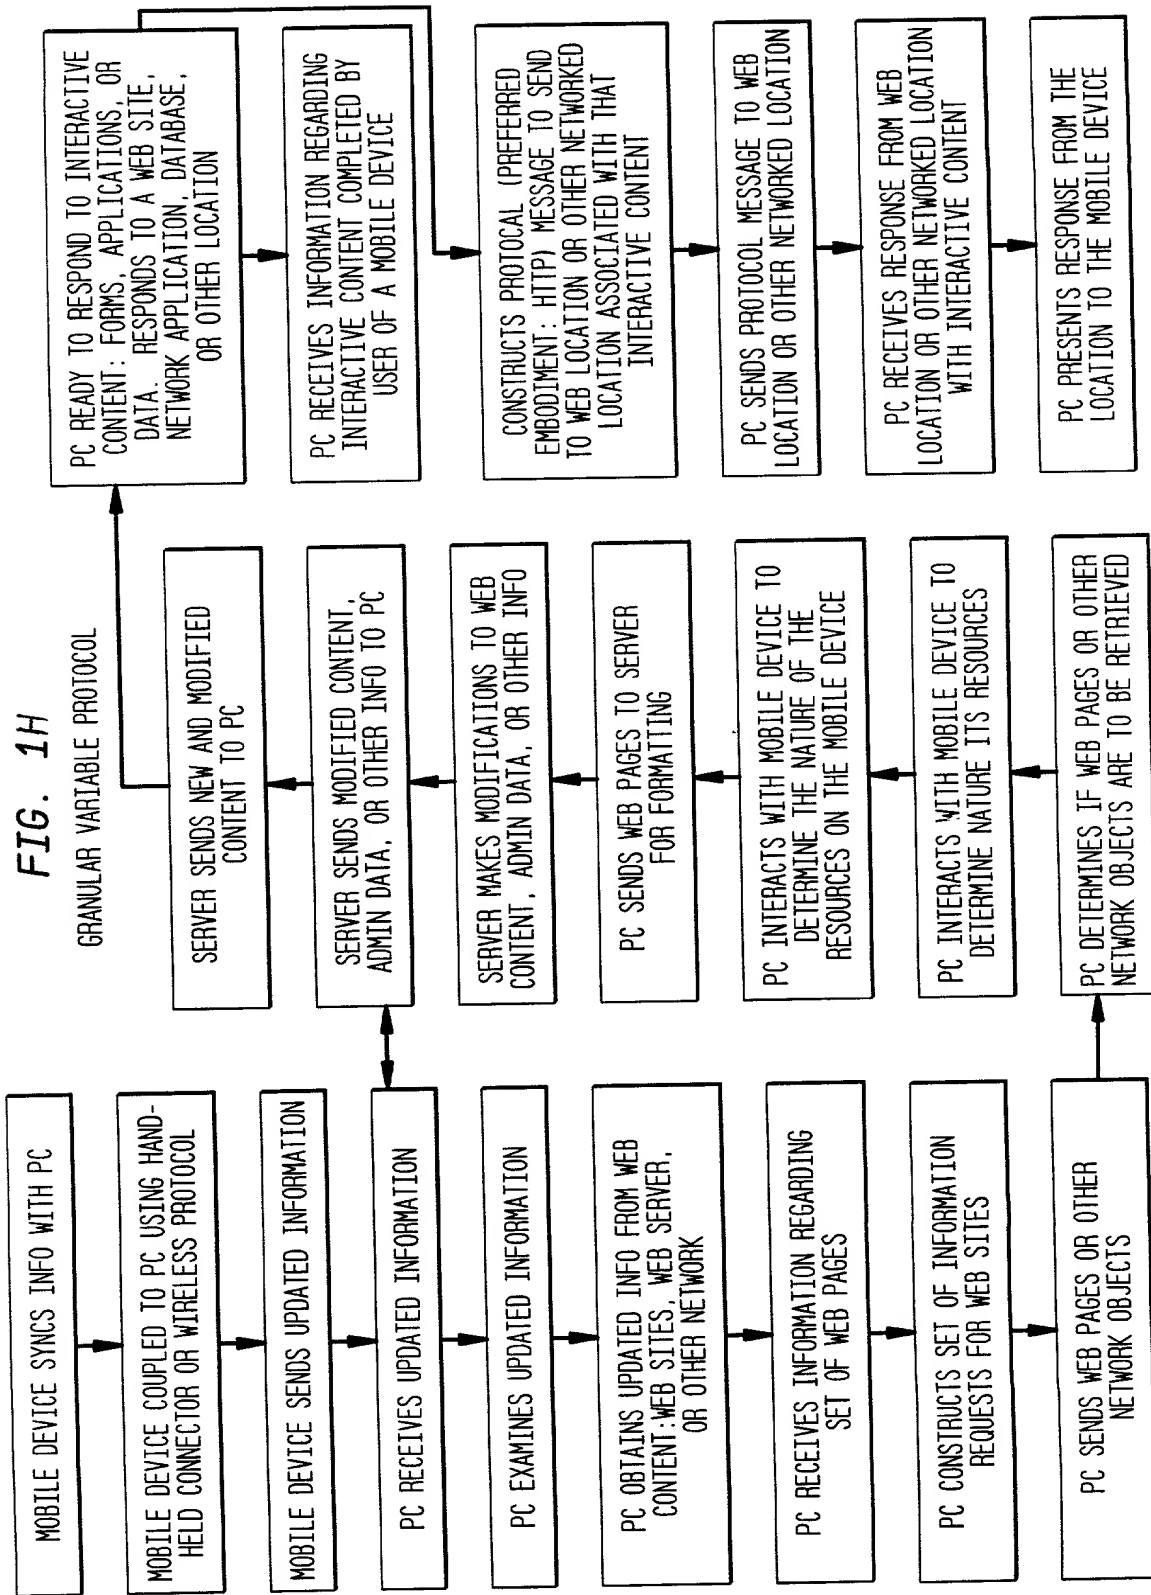 FIG. 1H
GRANULAR VARIABLE PROTOCOL
MOBILE DEVICE SYNCS INFO WITH PC
MOBILE DEVICE COUPLED TO PC USING HAND-
HELD CONNECTOR OR WIRELESS PROTOCOL
MOBILE DEVICE SENDS UPDATED INFORMATION
PC RECEIVES UPDATED INFORMATION
PC EXAMINES UPDATED INFORMATION
PC OBTAINS UPDATED INFO FROM WEB
CONTENT:WEB SITES, WEB SERVER,
OR OTHER NETWORK
PC RECEIVES INFORMATION REGARDING
SET OF WEB PAGES
PC CONSTRUCTS SET OF INFORMATION
REQUESTS FOR WEB SITES
PC SENDS WEB PAGES OR OTHER
NETWORK OBJECTS
PC DETERMINES IF WEB PAGES OR OTHER
NETWORK OBJECTS ARE TO BE RETRIEVED
PC INTERACTS WITH MOBILE DEVICE TO
DETERMINE NATURE ITS RESOURCES
PC INTERACTS WITH MOBILE DEVICE TO
DETERMINE THE NATURE OF THE
RESOURCES ON THE MOBILE DEVICE
PC SENDS WEB PAGES TO SERVER
FOR FORMATTING
SERVER MAKES MODIFICATIONS TO WEB
CONTENT, ADMIN DATA, OR OTHER INFO
SERVER SENDS MODIFIED CONTENT,
ADMIN DATA, OR OTHER INFO TO PC
SERVER SENDS NEW AND MODIFIED
CONTENT TO PC
PC READY TO RESPOND TO INTERACTIVE
CONTENT: FORMS, APPLICATIONS, OR
DATA. RESPONDS TO A WEB SITE,
NETWORK APPLICATION, DATABASE,
OR OTHER LOCATION
PC RECEIVES INFORMATION REGARDING
INTERACTIVE CONTENT COMPLETED BY
USER OF A MOBILE DEVICE
CONSTRUCTS PROTOCAL (PREFERRED
EMBODIMENT: HTTP) MESSAGE TO SEND
TO WEB LOCATION OR OTHER NETWORKED
LOCATION ASSOCIATED WITH THAT
INTERACTIVE CONTENT
PC SENDS PROTOCOL MESSAGE TO WEB
LOCATION OR OTHER NETWORKED LOCATION
PC RECEIVES RESPONSE FROM WEB
LOCATION OR OTHER NETWORKED LOCATION
WITH INTERACTIVE CONTENT
PC PRESENTS RESPONSE FROM THE
LOCATION TO THE MOBILE DEVICE